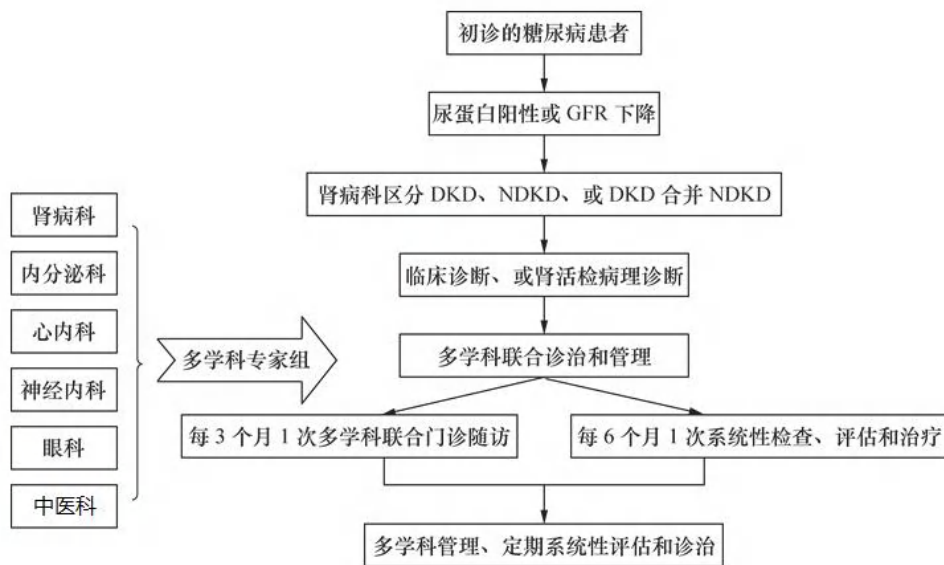 初诊的糖尿病患者
尿蛋白阳性或 GFR 下降
肾病科区分 DKD、NDKD、或 DKD 合并 NDKD
临床诊断、或肾活检病理诊断
肾病科
内分泌科
心内科
神经内科
眼科
中医科
多学科专家组
多学科联合诊治和管理
每 3 个月 1 次多学科联合门诊随访
每 6 个月 1 次系统性检查、评估和治疗
多学科管理、定期系统性评估和诊治